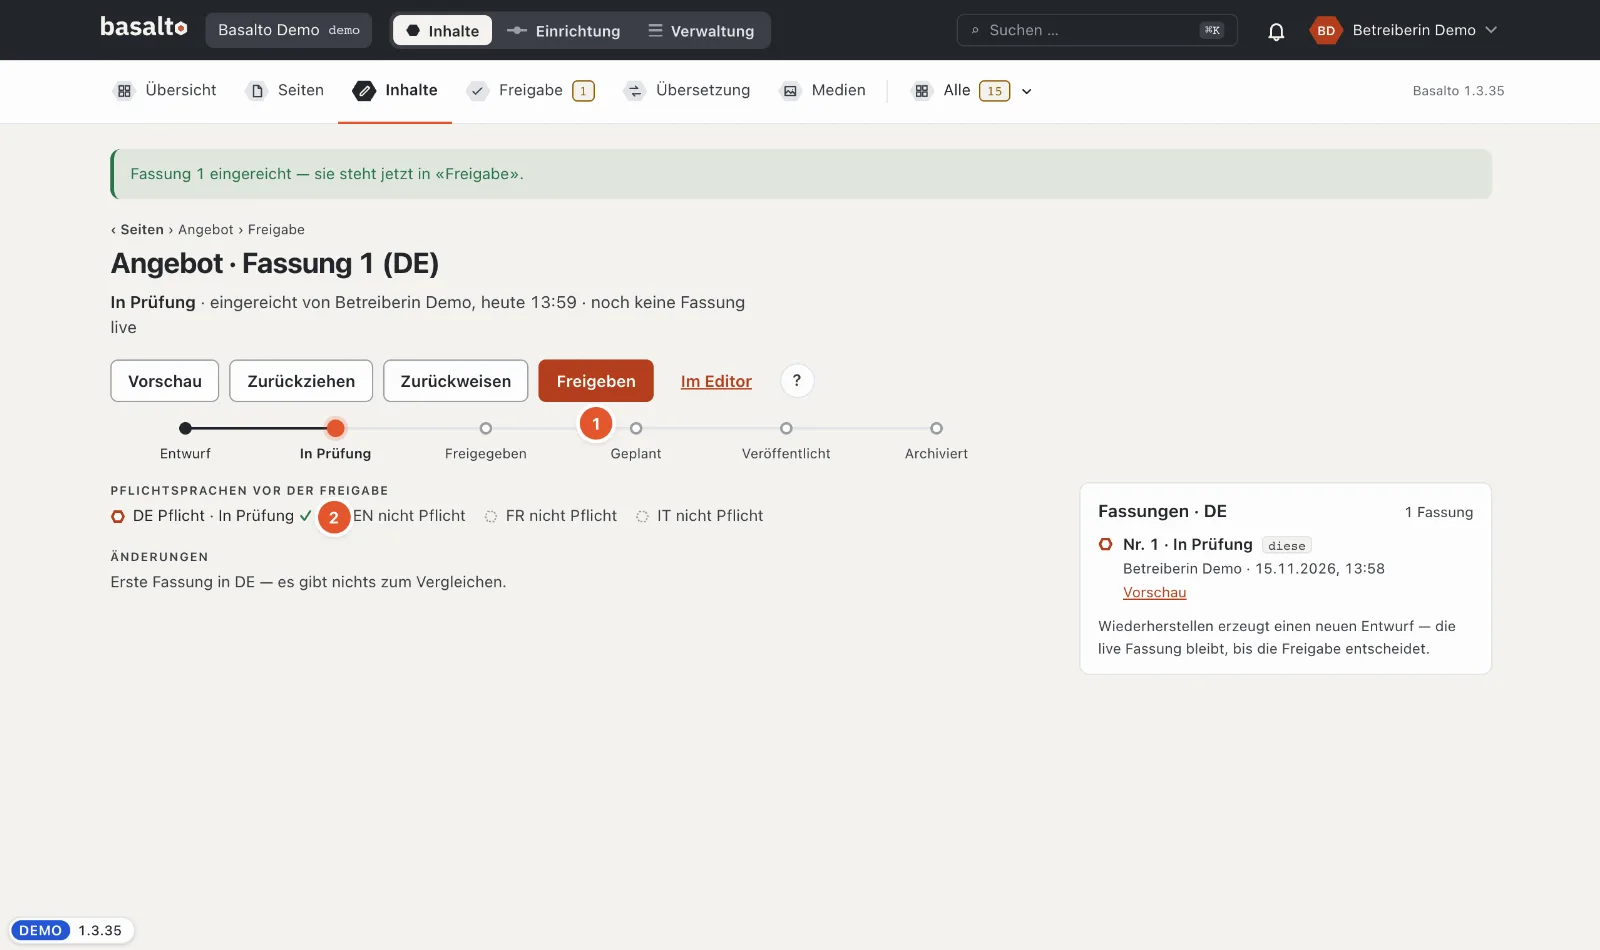 basalto
Basalto Demo demo
Inhalte
Einrichtung
Verwaltung
Suchen ...
⌘K
BD
Betreiberin Demo
Übersicht
Seiten
Inhalte
Freigabe 1
Übersetzung
Medien
Alle 15
Basalto 1.3.35
Fassung 1 eingereicht — sie steht jetzt in «Freigabe».
‹ Seiten › Angebot › Freigabe
Angebot · Fassung 1 (DE)
In Prüfung · eingereicht von Betreiberin Demo, heute 13:59 · noch keine Fassung
live
Vorschau
Zurückziehen
Zurückweisen
Freigeben
Im Editor
?
1
Entwurf
In Prüfung
Freigegeben
Geplant
Veröffentlicht
Archiviert
PFLICHTSPRACHEN VOR DER FREIGABE
DE Pflicht · In Prüfung ✓
2
EN nicht Pflicht
FR nicht Pflicht
IT nicht Pflicht
ÄNDERUNGEN
Erste Fassung in DE — es gibt nichts zum Vergleichen.
Fassungen · DE
1 Fassung
Nr. 1 · In Prüfung diese
Betreiberin Demo · 15.11.2026, 13:58
Vorschau
Wiederherstellen erzeugt einen neuen Entwurf — die
live Fassung bleibt, bis die Freigabe entscheidet.
DEMO 1.3.35